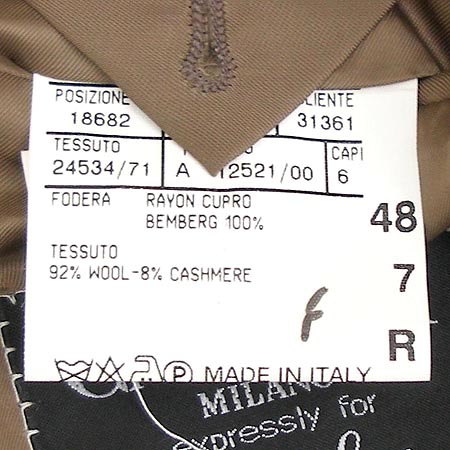 POSIZIONE LIENTE
18682 31361
TESSUTO CAPI
24534/71 A 12521/00 6
FODERA RAYON CUPRO
BEMBERG 100% 48
TESSUTO
92% WOOL-8% CASHMERE 7
R
P MADE IN ITALY
MILANO
expressly for